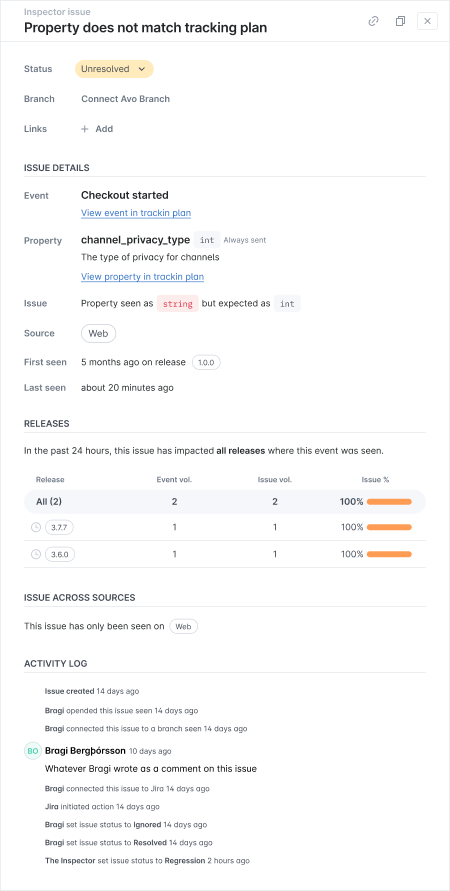 Inspector issue
Property does not match tracking plan
Status Unresolved
Branch Connect Avo Branch
Links + Add
ISSUE DETAILS
Event Checkout started
View event in trackin plan
Property channel_privacy_type int Always sent
The type of privacy for channels
View property in trackin plan
Issue Property seen as string but expected as int
Source Web
First seen 5 months ago on release 1.0.0
Last seen about 20 minutes ago
RELEASES
In the past 24 hours, this issue has impacted all releases where this event was seen.
Release Event vol. Issue vol. Issue %
All (2) 2 2 100%
3.7.7 1 1 100%
3.6.0 1 1 100%
ISSUE ACROSS SOURCES
This issue has only been seen on Web
ACTIVITY LOG
Issue created 14 days ago
Bragi opended this issue seen 14 days ago
Bragi connected this issue to a branch seen 14 days ago
BO Bragi Bergþórsson 10 days ago
Whatever Bragi wrote as a comment on this issue
Bragi connected this issue to Jira 14 days ago
Jira initiated action 14 days ago
Bragi set issue status to Ignored 14 days ago
Bragi set issue status to Resolved 14 days ago
The Inspector set issue status to Regression 2 hours ago